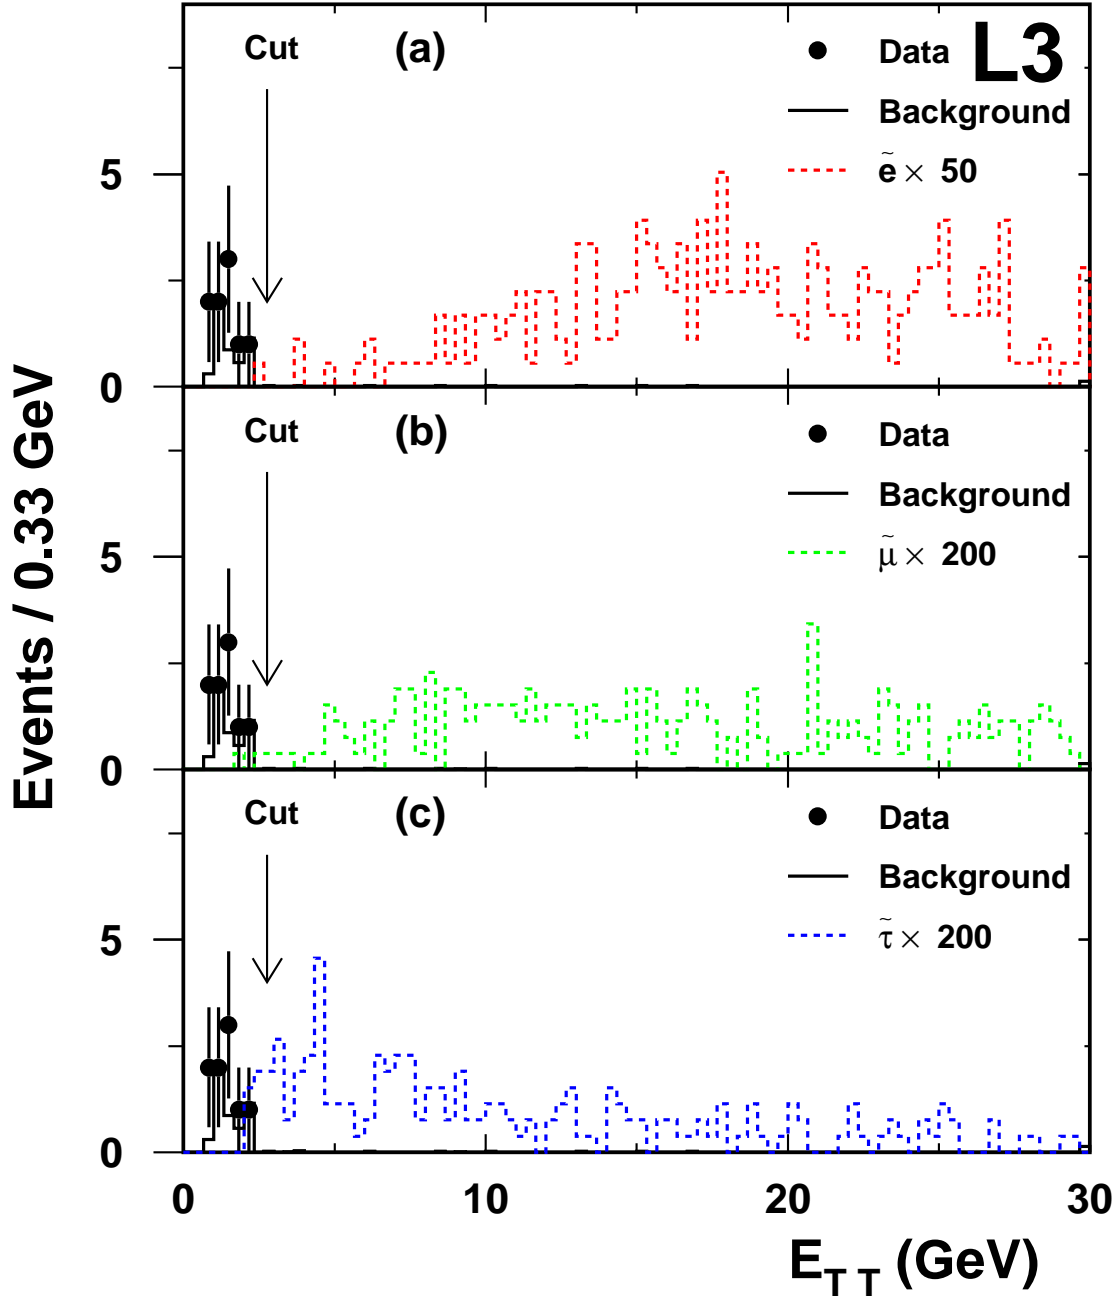 Cut (a) Data L3
Background
ẽ × 50
5
0
Cut (b) Data
Background
μ̃ × 200
5
0
Cut (c) Data
Background
τ̃ × 200
5
0
0 10 20 30
Events / 0.33 GeV
E_TT (GeV)